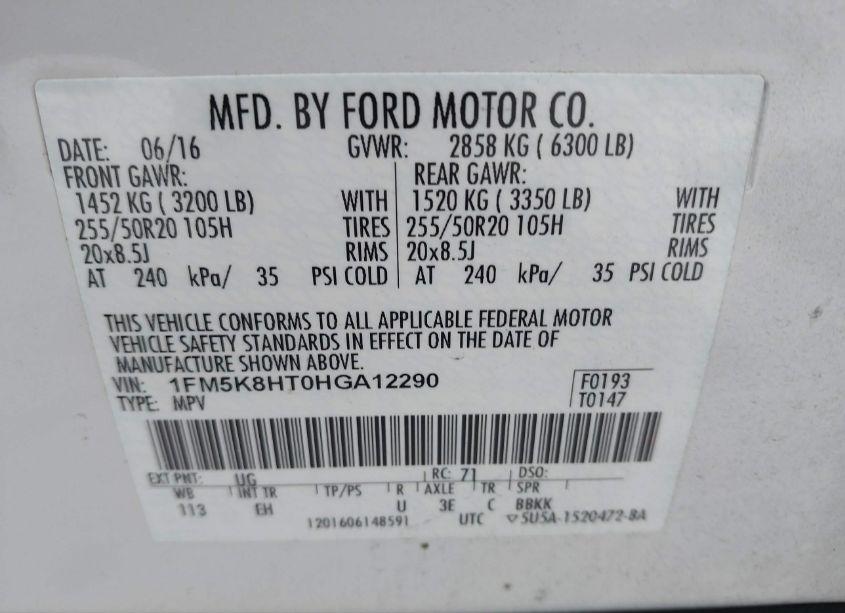 MFD. BY FORD MOTOR CO.
DATE: 06/16 GVWR: 2858 KG ( 6300 LB)
FRONT GAWR: REAR GAWR:
1452 KG ( 3200 LB) WITH 1520 KG ( 3350 LB) WITH
255/50R20 105H TIRES 255/50R20 105H TIRES
20x8.5J RIMS 20x8.5J RIMS
AT 240 kPa/ 35 PSI COLD AT 240 kPa/ 35 PSI COLD
THIS VEHICLE CONFORMS TO ALL APPLICABLE FEDERAL MOTOR
VEHICLE SAFETY STANDARDS IN EFFECT ON THE DATE OF
MANUFACTURE SHOWN ABOVE.
VIN: 1FM5K8HT0HGA12290 F0193
TYPE: MPV T0147
EXT PNT: UG RC: 71 DSO:
WB INT TR TP/PS R AXLE TR SPR
113 EH U 3E C BBKK
1201606148591 UTC ▽5U5A-1520472-BA